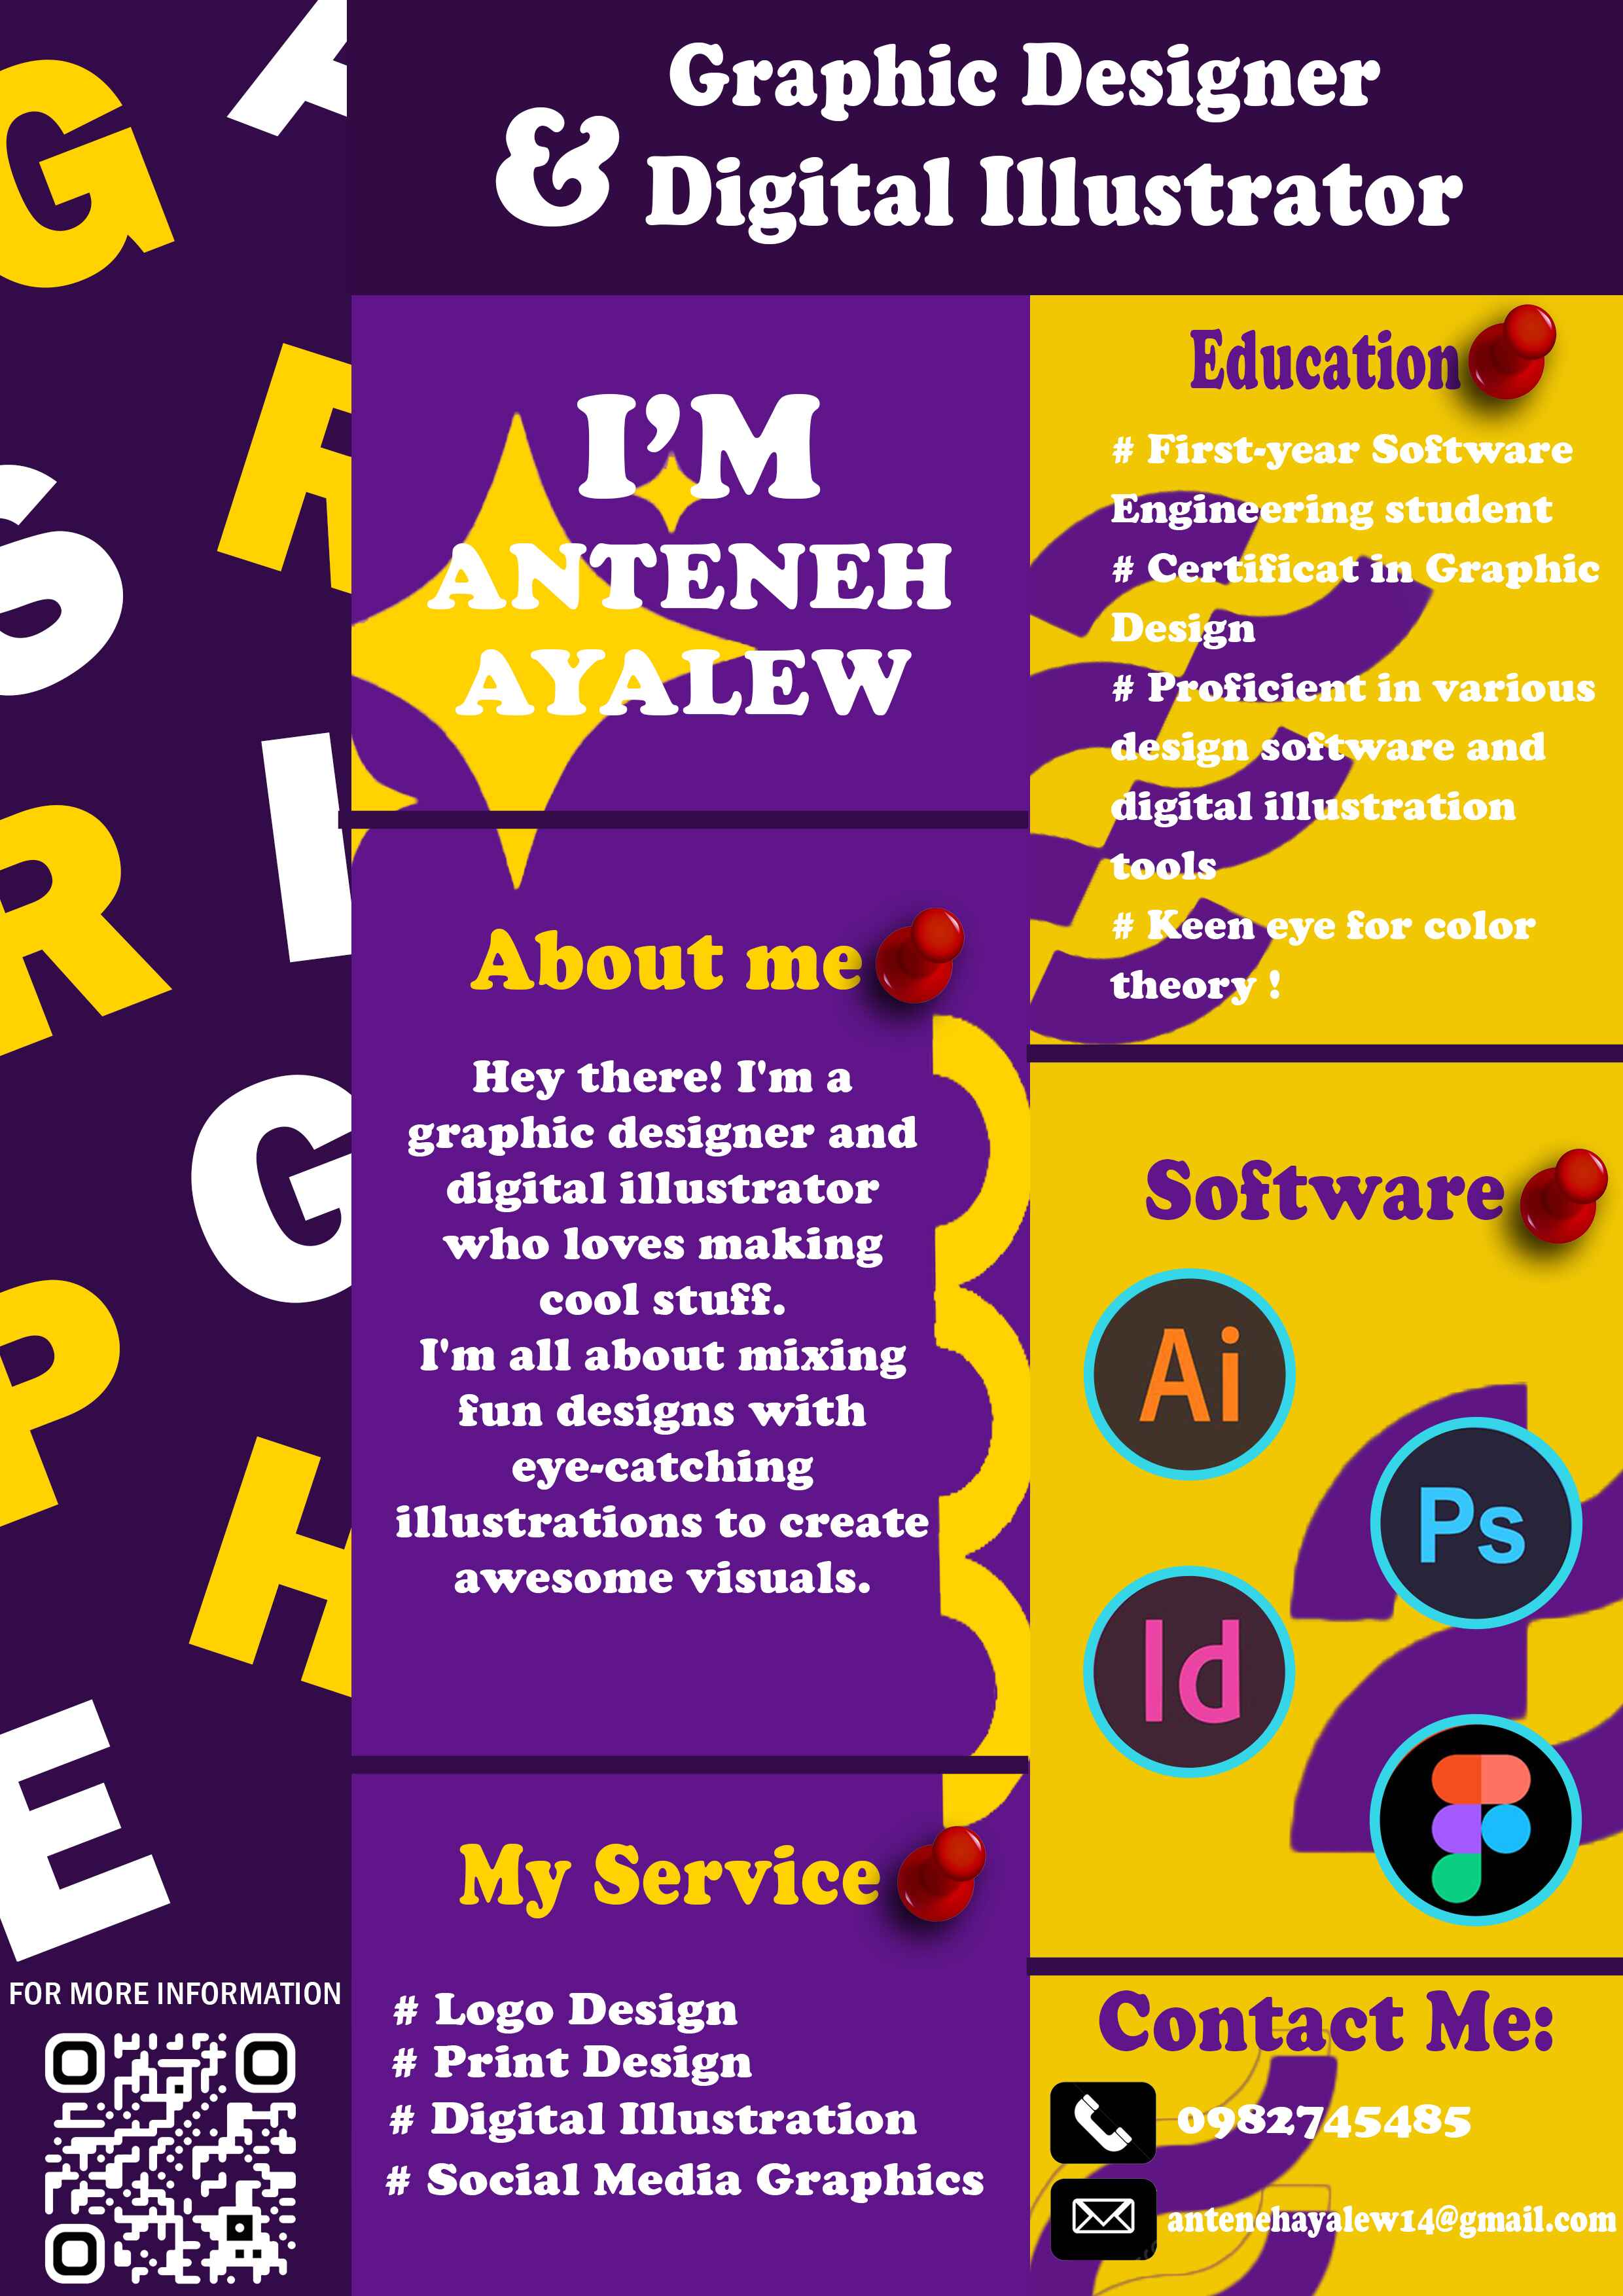 G
A
R
S
I
R
G
P
H
E
Graphic Designer
& Digital Illustrator
I’M
ANTENEH
AYALEW
About me
Hey there! I'm a
graphic designer and
digital illustrator
who loves making
cool stuff.
I'm all about mixing
fun designs with
eye-catching
illustrations to create
awesome visuals.
My Service
# Logo Design
# Print Design
# Digital Illustration
# Social Media Graphics
Education
# First-year Software
Engineering student
# Certificat in Graphic
Design
# Proficient in various
design software and
digital illustration
tools
# Keen eye for color
theory !
Software
Ai
Ps
Id
Contact Me:
0982745485
antenehayalew14@gmail.com
FOR MORE INFORMATION